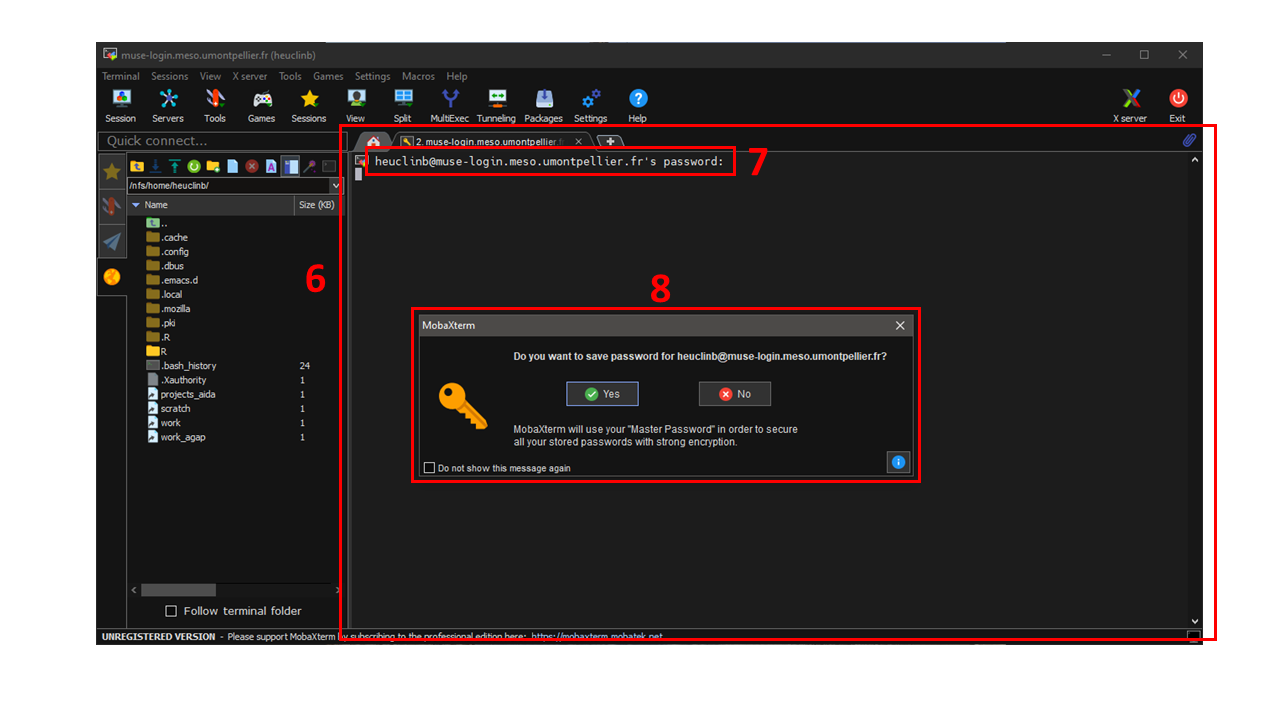 muse-login.meso.umontpellier.fr (heuclinb)
Terminal Sessions View X server Tools Games Settings Macros Help
Session Servers Tools Games Sessions View Split MultiExec Tunneling Packages Settings Help X server Exit
Quick connect...
2. muse-login.meso.umontpellier.f
7
heuclinb@muse-login.meso.umontpellier.fr's password:
/nfs/home/heuclinb/
Name Size (KB)
..
.cache
.config
.dbus
.emacs.d
.local
.mozilla
.pki
.R
R
.bash_history 24
.Xauthority 1
projects_aida 1
scratch 1
work 1
work_agap 1
6
8
MobaXterm
Do you want to save password for heuclinb@muse-login.meso.umontpellier.fr?
Yes No
MobaXterm will use your "Master Password" in order to secure
all your stored passwords with strong encryption.
Do not show this message again
Follow terminal folder
UNREGISTERED VERSION - Please support MobaXterm by subscribing to the professional edition here: https://mobaxterm.mobatek.net